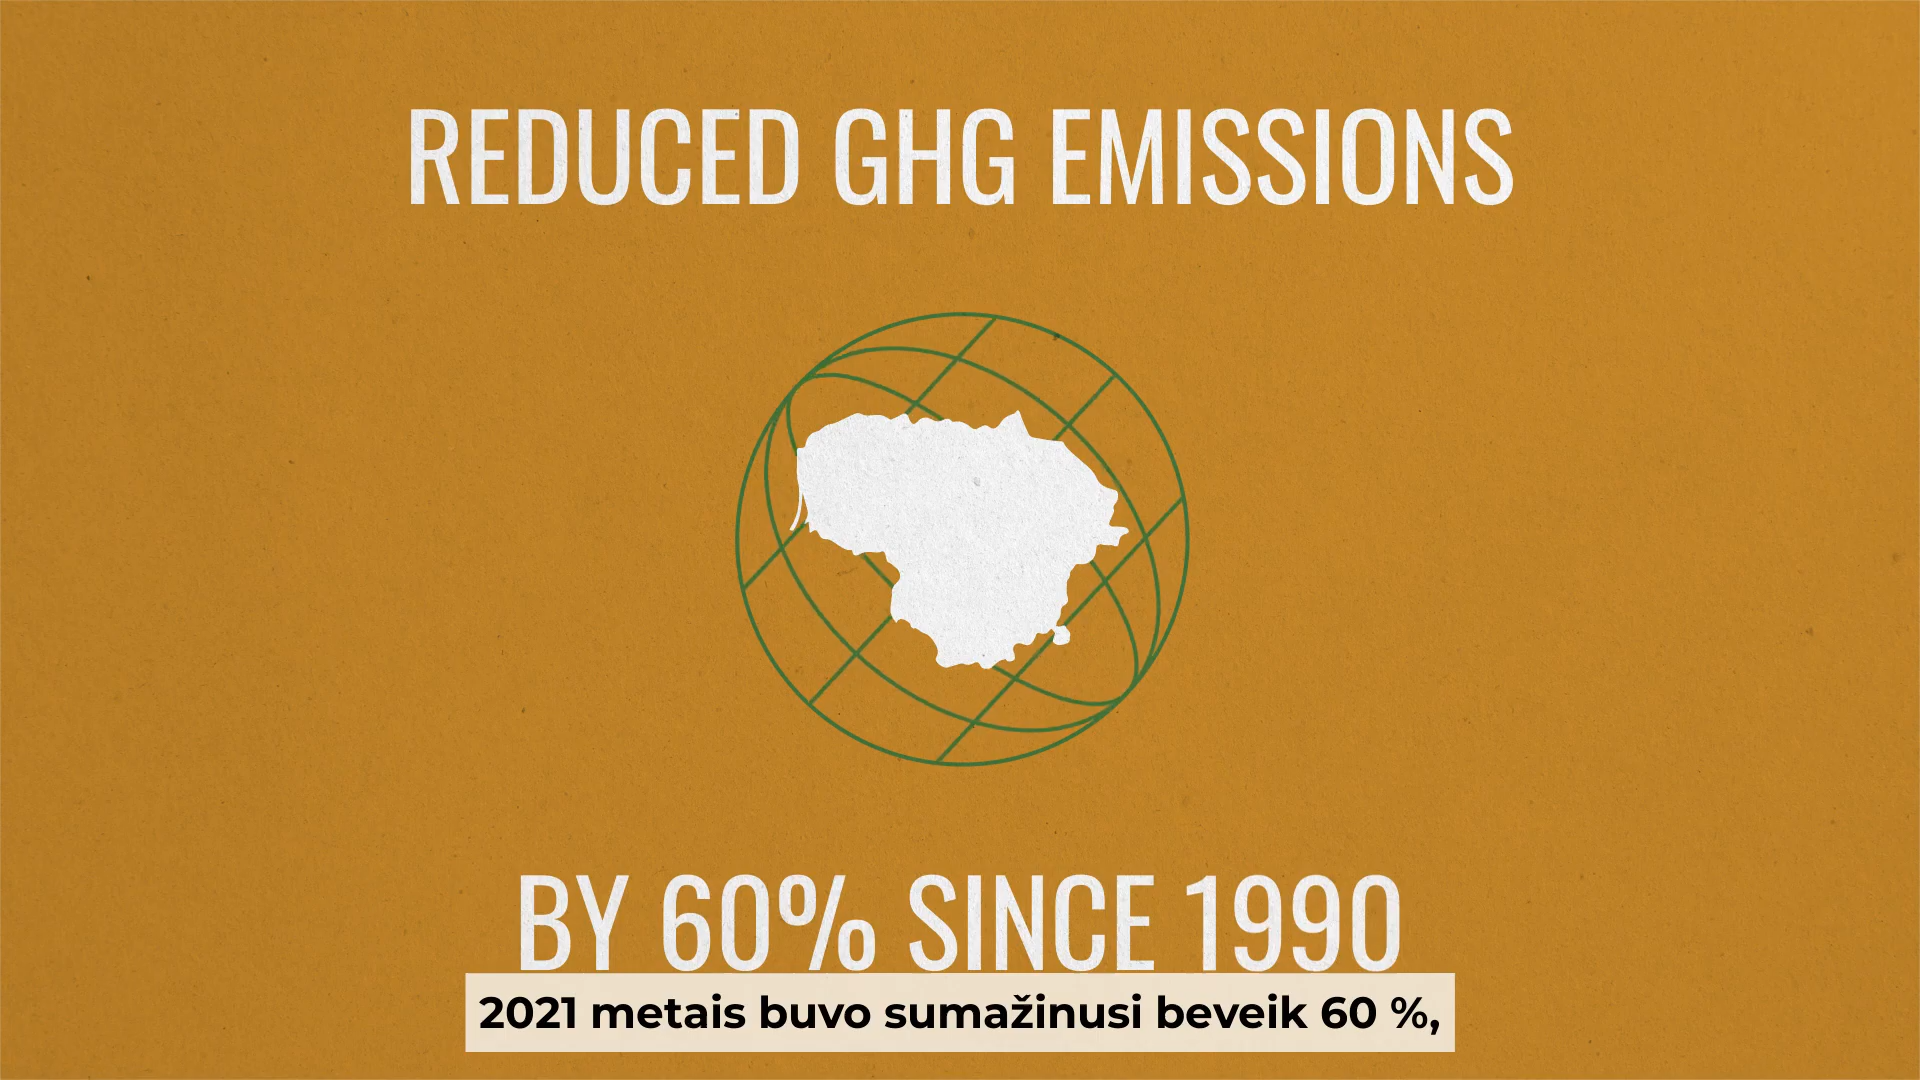 REDUCED GHG EMISSIONS
BY 60% SINCE 1990
2021 metais buvo sumažinusi beveik 60 %,